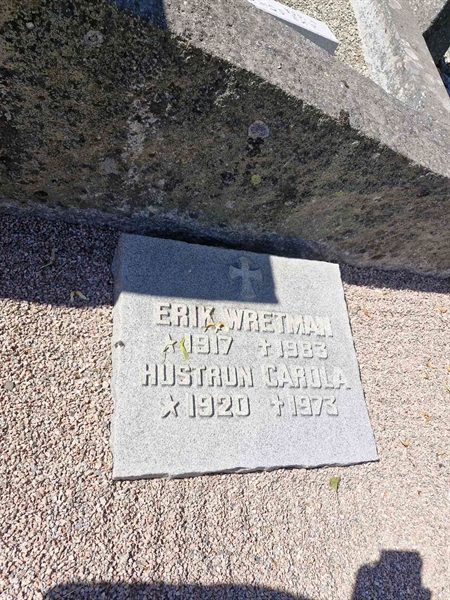 ERIK WRETMAN
★ 1917 ✝ 1983
HUSTRUN CAROLA
★ 1920 ✝ 1973